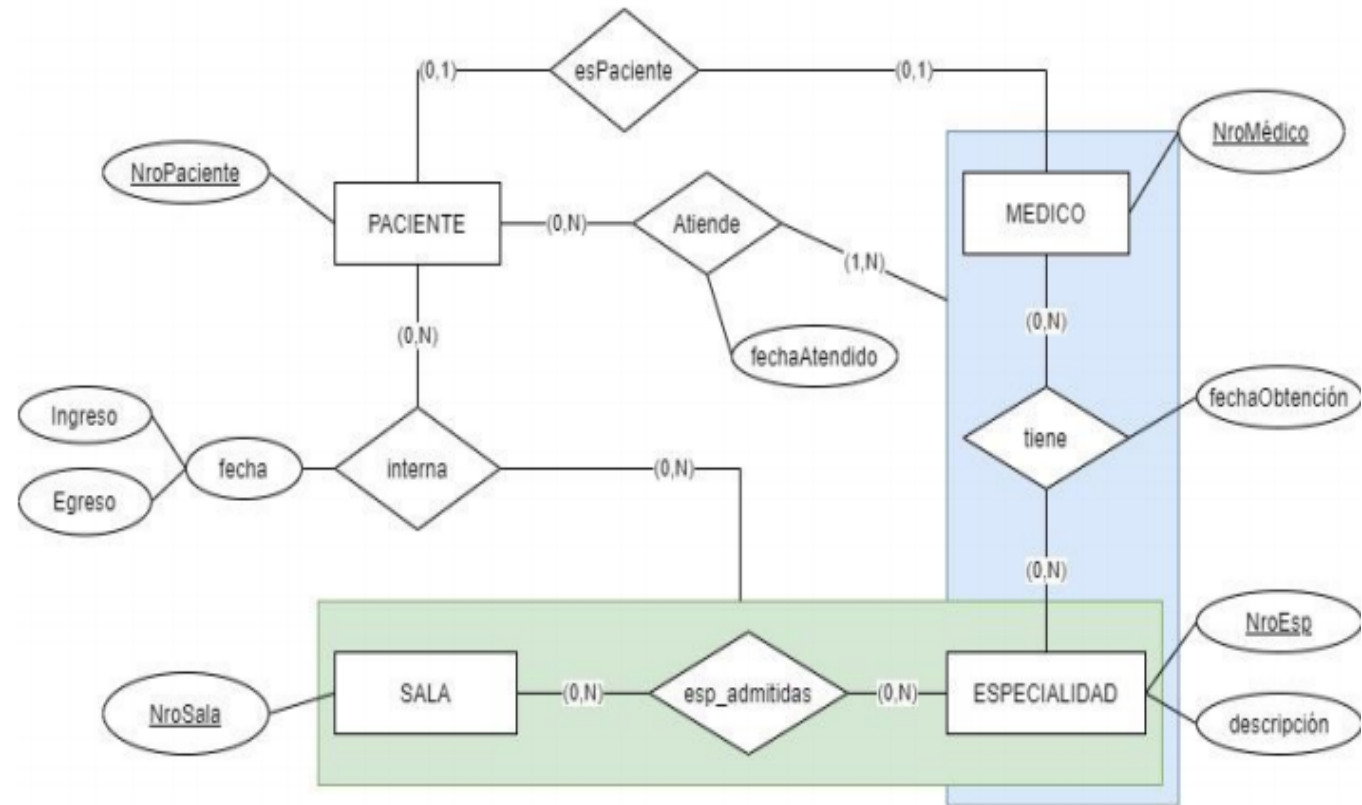 esPaciente
(0,1)
(0,1)
NroMédico
NroPaciente
PACIENTE
(0,N)
Atiende
MEDICO
(1,N)
(0,N)
(0,N)
fechaAtendido
fechaObtención
Ingreso
fecha
interna
(0,N)
tiene
Egreso
(0,N)
NroEsp
SALA
(0,N)
esp_admitidas
(0,N)
ESPECIALIDAD
NroSala
descripción